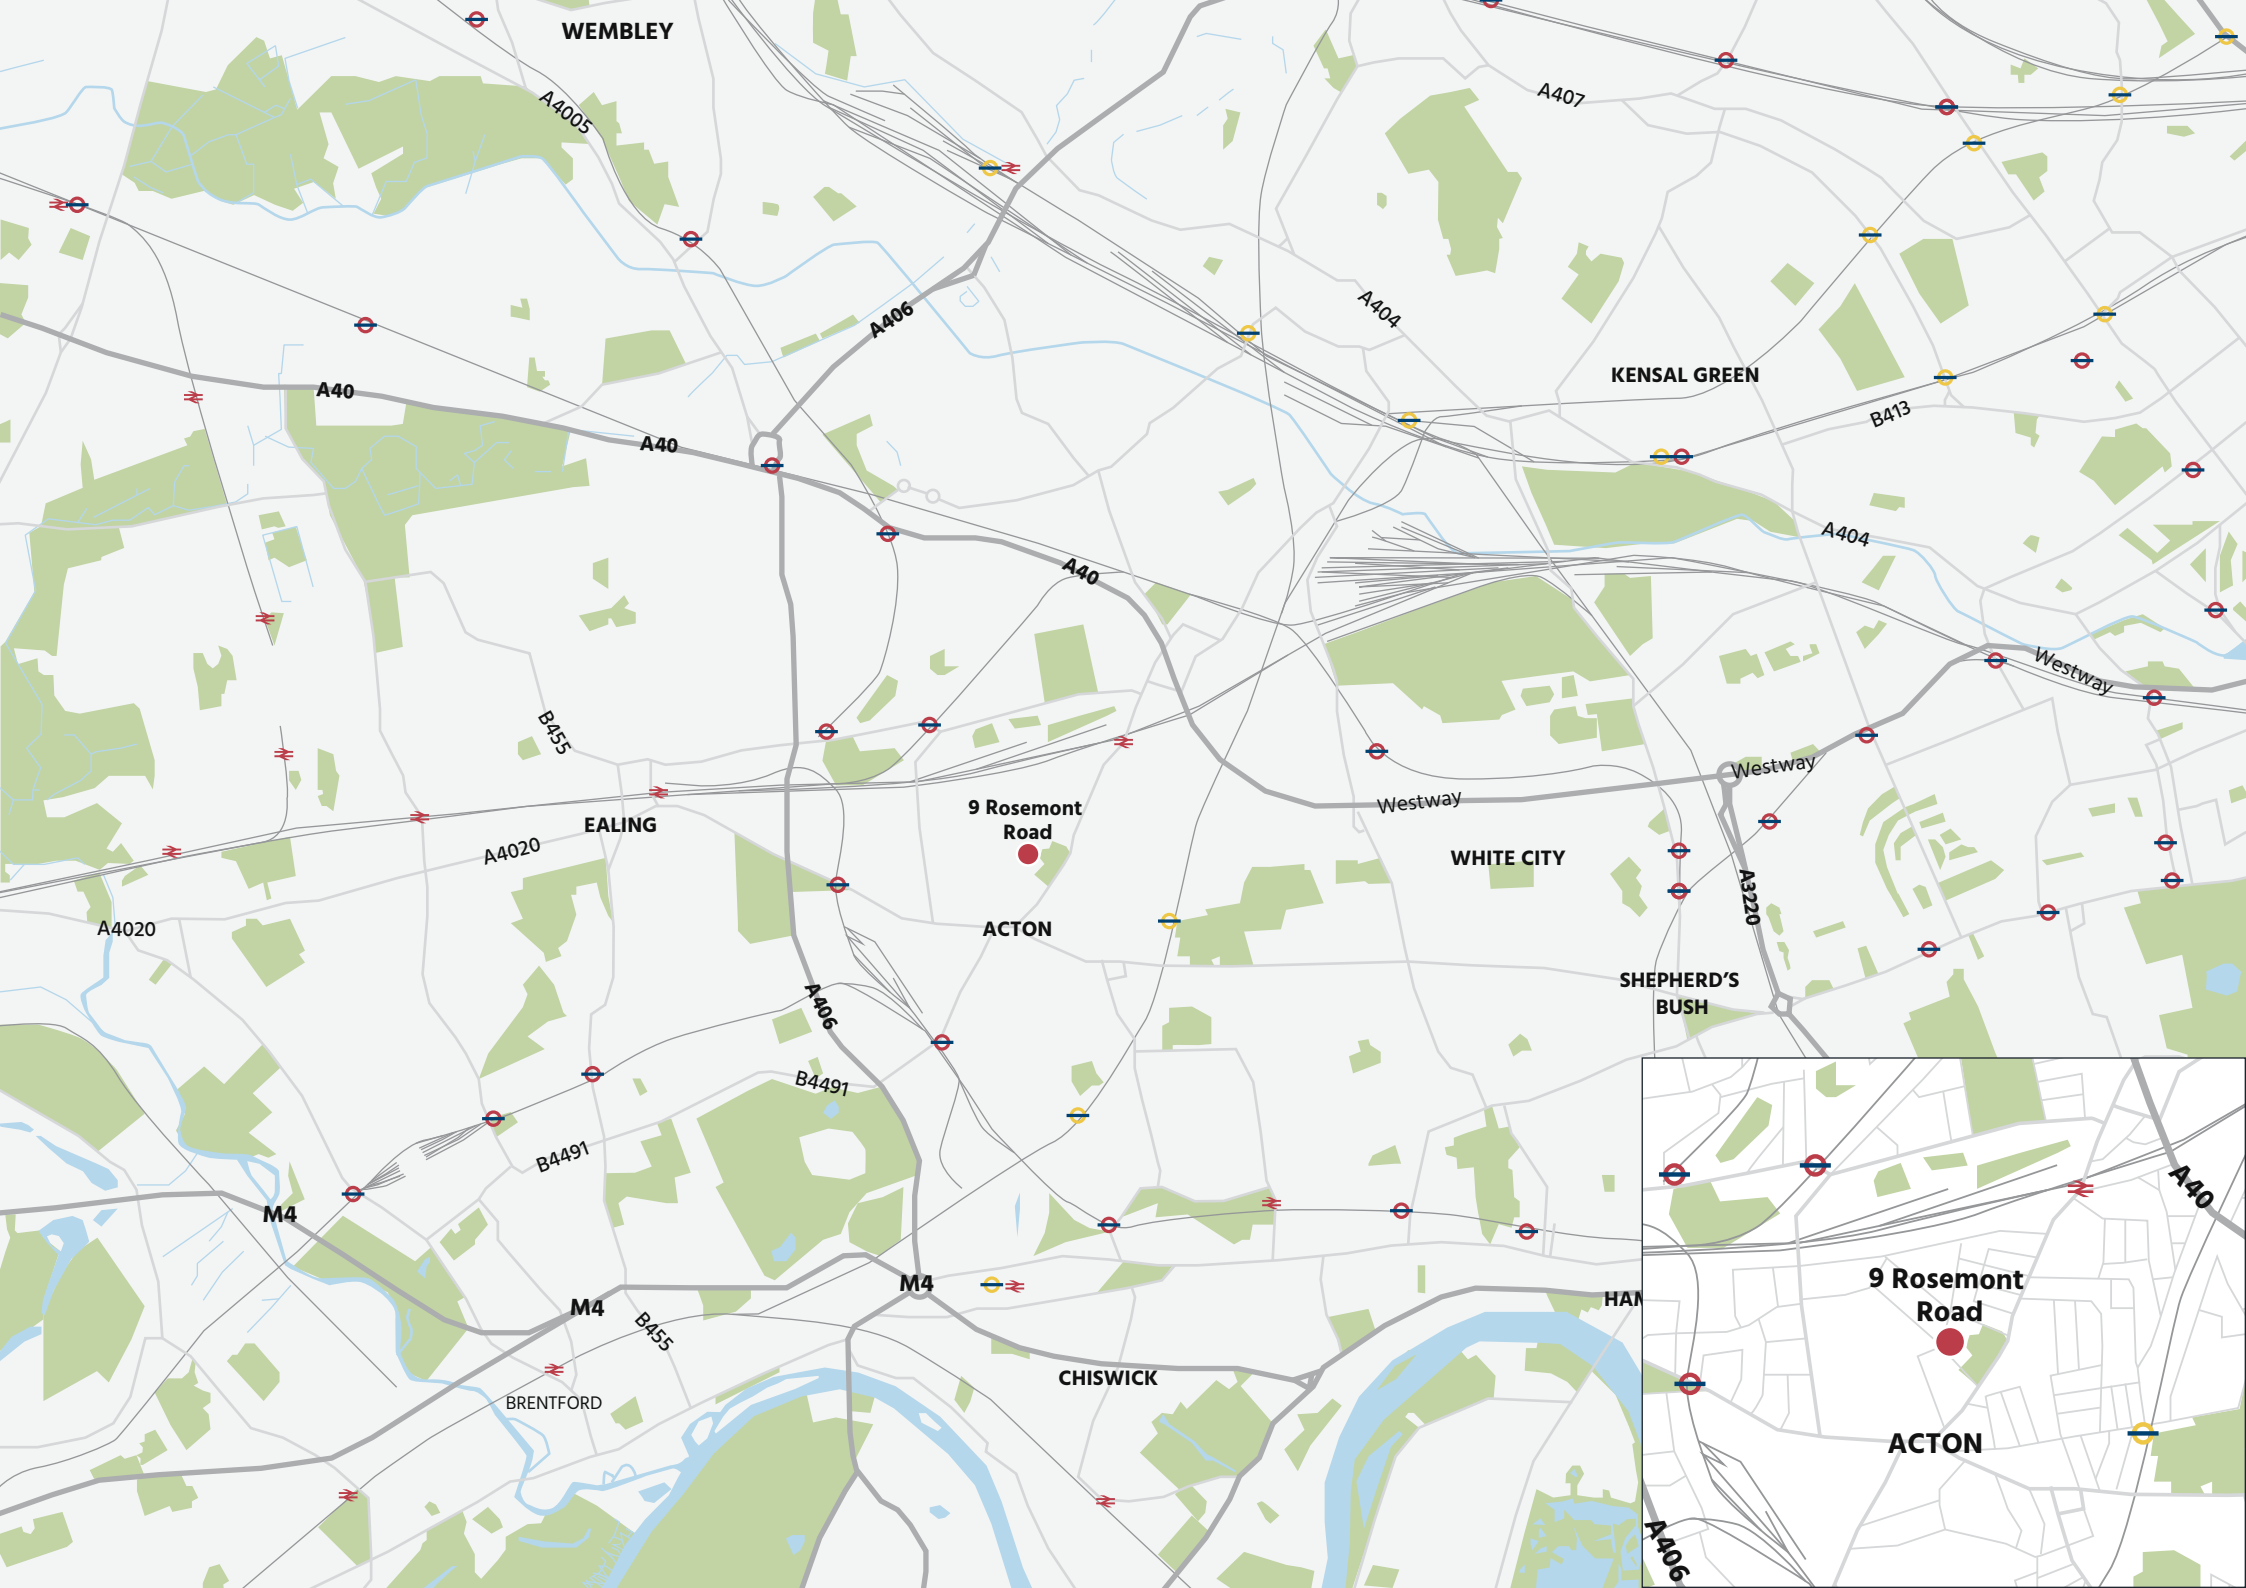 WEMBLEY
A4005
A407
A406
A404
KENSAL GREEN
A40
B413
A40
A404
A40
Westway
B455
Westway
Westway
9 Rosemont
Road
EALING
A4020
WHITE CITY
A3220
A4020
ACTON
SHEPHERD'S
BUSH
A406
B4491
B4491
M4
M4
M4
B455
HAM
CHISWICK
BRENTFORD
A40
9 Rosemont
Road
ACTON
A406